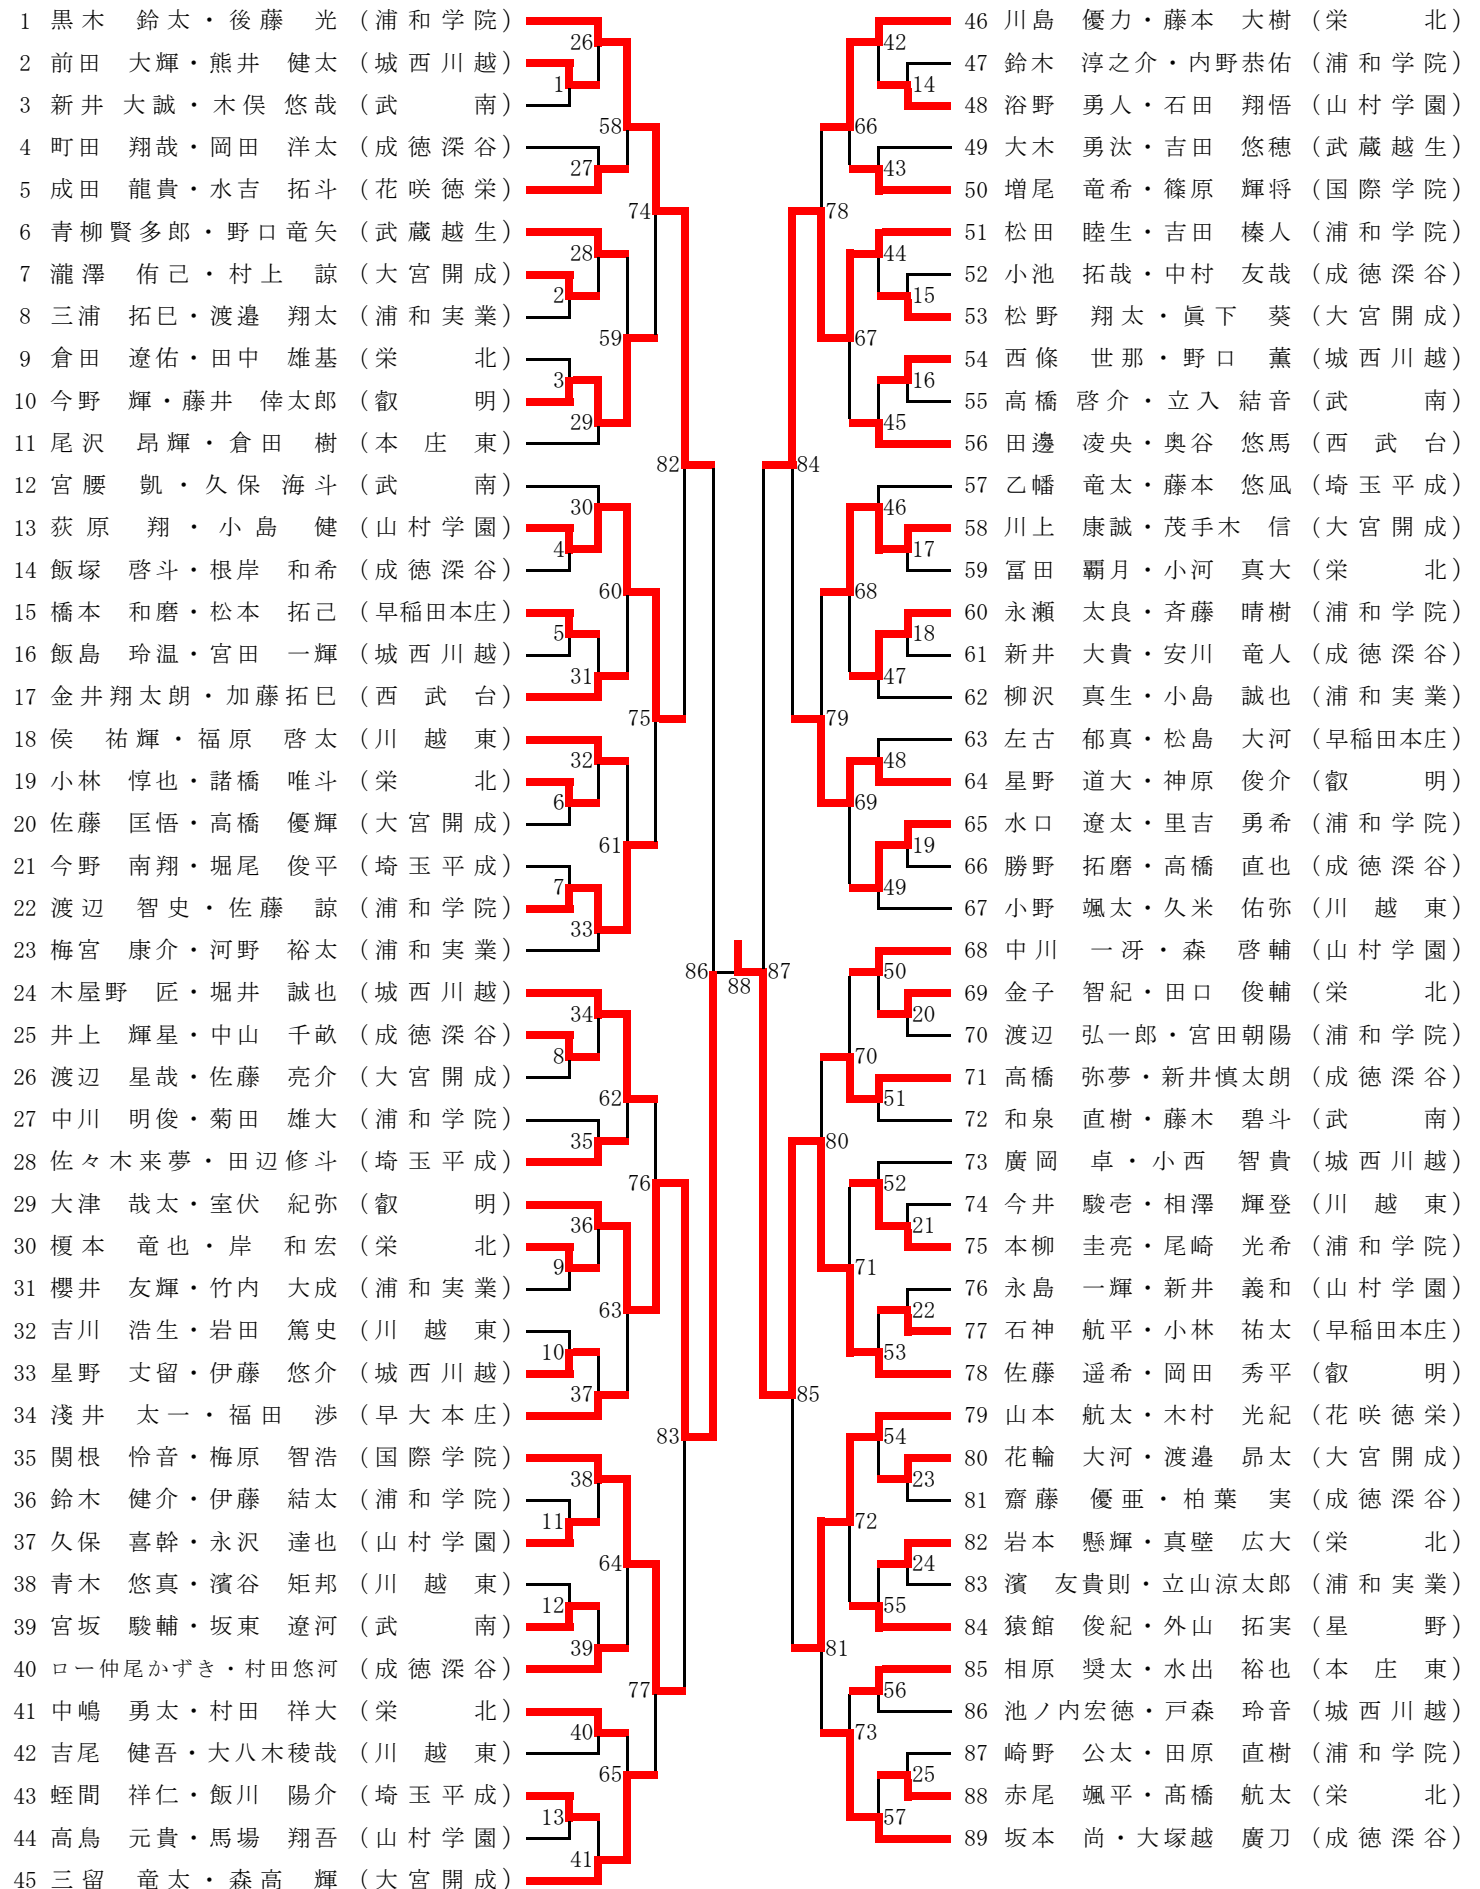 1 黒木 鈴太・後藤 光 (浦和学院)
2 前田 大輝・熊井 健太 (城西川越)
3 新井 大誠・木俣 悠哉 (武 南)
4 町田 翔哉・岡田 洋太 (成徳深谷)
5 成田 龍貴・水吉 拓斗 (花咲徳栄)
6 青柳賢多郎・野口竜矢 (武蔵越生)
7 瀧澤 侑己・村上 諒 (大宮開成)
8 三浦 拓巳・渡邉 翔太 (浦和実業)
9 倉田 遼佑・田中 雄基 (栄 北)
10 今野 輝・藤井 倖太郎 (叡 明)
11 尾沢 昂輝・倉田 樹 (本庄東)
12 宮腰 凱・久保 海斗 (武 南)
13 荻原 翔・小島 健 (山村学園)
14 飯塚 啓斗・根岸 和希 (成徳深谷)
15 橋本 和磨・松本 拓己 (早稲田本庄)
16 飯島 玲温・宮田 一輝 (城西川越)
17 金井翔太朗・加藤拓巳 (西武台)
18 侯 祐輝・福原 啓太 (川越東)
19 小林 惇也・諸橋 唯斗 (栄 北)
20 佐藤 匡悟・高橋 優輝 (大宮開成)
21 今野 南翔・堀尾 俊平 (埼玉平成)
22 渡辺 智史・佐藤 諒 (浦和学院)
23 梅宮 康介・河野 裕太 (浦和実業)
24 木屋野 匠・堀井 誠也 (城西川越)
25 井上 輝星・中山 千畝 (成徳深谷)
26 渡辺 星哉・佐藤 亮介 (大宮開成)
27 中川 明俊・菊田 雄大 (浦和学院)
28 佐々木来夢・田辺修斗 (埼玉平成)
29 大津 哉太・室伏 紀弥 (叡 明)
30 榎本 竜也・岸 和宏 (栄 北)
31 櫻井 友輝・竹内 大成 (浦和実業)
32 吉川 浩生・岩田 篤史 (川越東)
33 星野 丈留・伊藤 悠介 (城西川越)
34 淺井 太一・福田 渉 (早大本庄)
35 関根 怜音・梅原 智浩 (国際学院)
36 鈴木 健介・伊藤 結太 (浦和学院)
37 久保 喜幹・永沢 達也 (山村学園)
38 青木 悠真・濱谷 矩邦 (川越東)
39 宮坂 駿輔・坂東 遼河 (武 南)
40 ロー仲尾かずき・村田悠河 (成徳深谷)
41 中嶋 勇太・村田 祥大 (栄 北)
42 吉尾 健吾・大八木稜哉 (川越東)
43 蛭間 祥仁・飯川 陽介 (埼玉平成)
44 高鳥 元貴・馬場 翔吾 (山村学園)
45 三留 竜太・森高 輝 (大宮開成)
26
1
58
27
74
28
2
59
3
29
82
30
4
60
5
31
75
32
6
61
7
33
86
34
8
62
35
76
36
9
63
10
37
83
38
11
64
12
39
77
40
65
13
41
88
42
14
66
43
78
44
15
67
16
45
84
46
17
68
18
47
79
48
69
19
49
87
50
20
70
51
80
52
21
71
22
53
85
54
23
72
24
55
81
56
73
25
57
46 川島 優力・藤本 大樹 (栄 北)
47 鈴木 淳之介・内野恭佑 (浦和学院)
48 浴野 勇人・石田 翔悟 (山村学園)
49 大木 勇汰・吉田 悠穂 (武蔵越生)
50 増尾 竜希・篠原 輝将 (国際学院)
51 松田 睦生・吉田 榛人 (浦和学院)
52 小池 拓哉・中村 友哉 (成徳深谷)
53 松野 翔太・眞下 葵 (大宮開成)
54 西條 世那・野口 薫 (城西川越)
55 高橋 啓介・立入 結音 (武 南)
56 田邊 凌央・奥谷 悠馬 (西武台)
57 乙幡 竜太・藤本 悠凪 (埼玉平成)
58 川上 康誠・茂手木 信 (大宮開成)
59 冨田 覇月・小河 真大 (栄 北)
60 永瀬 太良・斉藤 晴樹 (浦和学院)
61 新井 大貴・安川 竜人 (成徳深谷)
62 柳沢 真生・小島 誠也 (浦和実業)
63 左古 郁真・松島 大河 (早稲田本庄)
64 星野 道大・神原 俊介 (叡 明)
65 水口 遼太・里吉 勇希 (浦和学院)
66 勝野 拓磨・高橋 直也 (成徳深谷)
67 小野 颯太・久米 佑弥 (川越東)
68 中川 一冴・森 啓輔 (山村学園)
69 金子 智紀・田口 俊輔 (栄 北)
70 渡辺 弘一郎・宮田朝陽 (浦和学院)
71 高橋 弥夢・新井慎太朗 (成徳深谷)
72 和泉 直樹・藤木 碧斗 (武 南)
73 廣岡 卓・小西 智貴 (城西川越)
74 今井 駿壱・相澤 輝登 (川越東)
75 本柳 圭亮・尾崎 光希 (浦和学院)
76 永島 一輝・新井 義和 (山村学園)
77 石神 航平・小林 祐太 (早稲田本庄)
78 佐藤 遥希・岡田 秀平 (叡 明)
79 山本 航太・木村 光紀 (花咲徳栄)
80 花輪 大河・渡邉 昴太 (大宮開成)
81 齋藤 優亜・柏葉 実 (成徳深谷)
82 岩本 懸輝・真壁 広大 (栄 北)
83 濱 友貴則・立山涼太郎 (浦和実業)
84 猿館 俊紀・外山 拓実 (星 野)
85 相原 奨太・水出 裕也 (本庄東)
86 池ノ内宏徳・戸森 玲音 (城西川越)
87 崎野 公太・田原 直樹 (浦和学院)
88 赤尾 颯平・髙橋 航太 (栄 北)
89 坂本 尚・大塚越 廣刀 (成徳深谷)